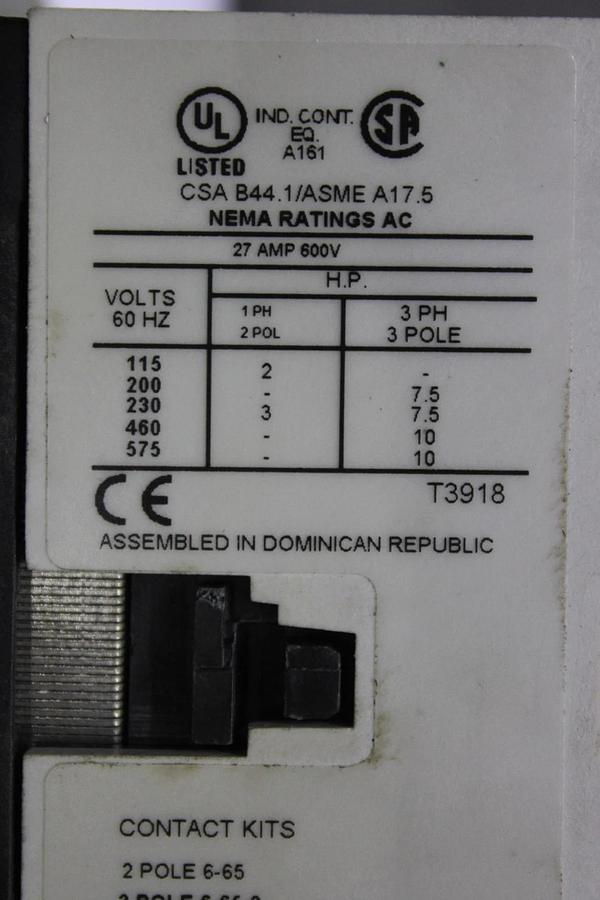 UL IND. CONT. SA
EQ.
A161
LISTED
CSA B44.1/ASME A17.5
NEMA RATINGS AC
27 AMP 600V
H.P.
VOLTS 1 PH 3 PH
60 HZ 2 POL 3 POLE
115 2 -
200 - 7.5
230 3 7.5
460 - 10
575 - 10
CE T3918
ASSEMBLED IN DOMINICAN REPUBLIC
CONTACT KITS
2 POLE 6-65